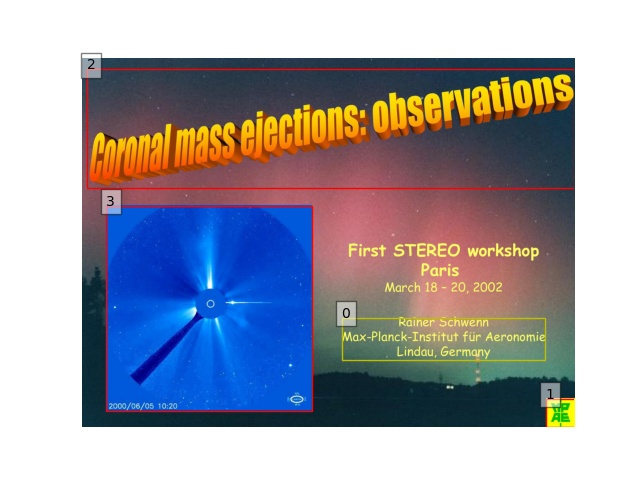 2
Coronal mass ejections: observations
3
First STEREO workshop
Paris
March 18 – 20, 2002
0
Rainer Schwenn
Max-Planck-Institut für Aeronomie
Lindau, Germany
1
2000/06/05 10:20